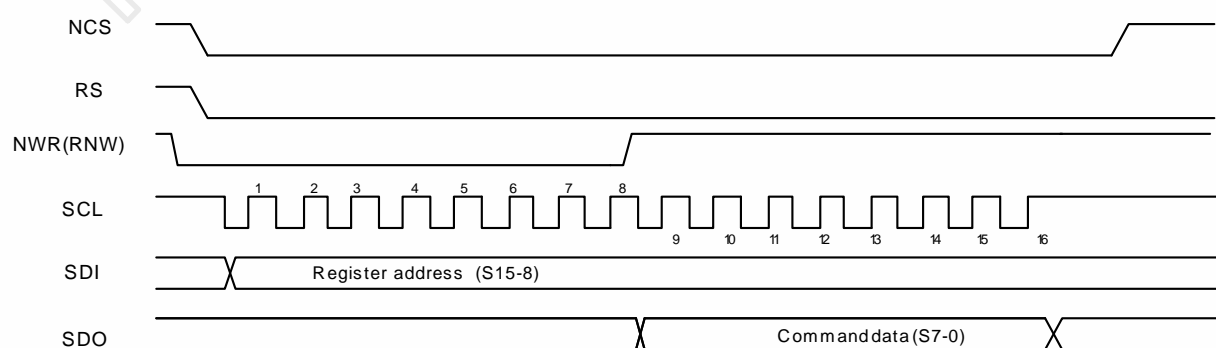 NCS
RS
NWR(RNW)
1 2 3 4 5 6 7 8
SCL
9 10 11 12 13 14 15 16
SDI
Register address (S15-8)
SDO
Command data (S7-0)